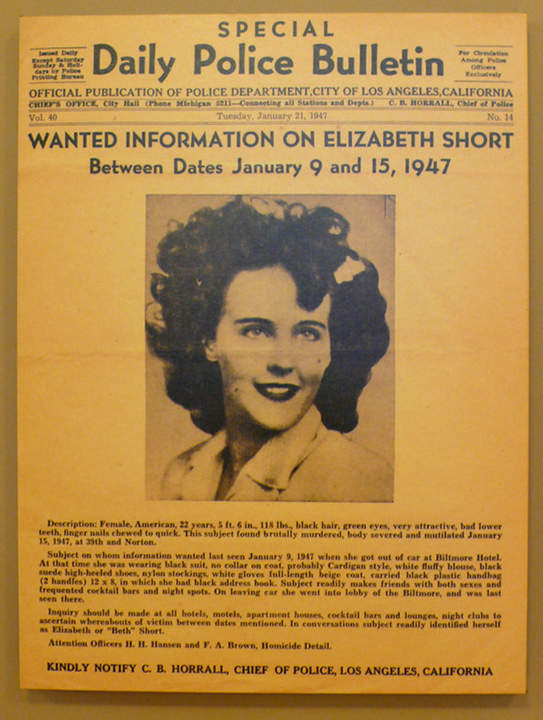 SPECIAL
Issued Daily
Except Saturday
Sunday & Holi-
days by Police
Printing Bureau
Daily Police Bulletin
For Circulation
Among Police
Officers
Exclusively
OFFICIAL PUBLICATION OF POLICE DEPARTMENT,CITY OF LOS ANGELES,CALIFORNIA
CHIEF'S OFFICE, City Hall (Phone Michigan 5211—Connecting all Stations and Depts.) C. B. HORRALL, Chief of Police
Vol. 40 Tuesday, January 21, 1947 No. 14
WANTED INFORMATION ON ELIZABETH SHORT
Between Dates January 9 and 15, 1947
Description: Female, American, 22 years, 5 ft. 6 in., 118 lbs., black hair, green eyes, very attractive, bad lower
teeth, finger nails chewed to quick. This subject found brutally murdered, body severed and mutilated January
15, 1947, at 39th and Norton.
Subject on whom information wanted last seen January 9, 1947 when she got out of car at Biltmore Hotel.
At that time she was wearing black suit, no collar on coat, probably Cardigan style, white fluffy blouse, black
suede high-heeled shoes, nylon stockings, white gloves full-length beige coat, carried black plastic handbag
(2 handles) 12 x 8, in which she had black address book. Subject readily makes friends with both sexes and
frequented cocktail bars and night spots. On leaving car she went into lobby of the Biltmore, and was last
seen there.
Inquiry should be made at all hotels, motels, apartment houses, cocktail bars and lounges, night clubs to
ascertain whereabouts of victim between dates mentioned. In conversations subject readily identified herself
as Elizabeth or "Beth" Short.
Attention Officers H. H. Hansen and F. A. Brown, Homicide Detail.
KINDLY NOTIFY C. B. HORRALL, CHIEF OF POLICE, LOS ANGELES, CALIFORNIA